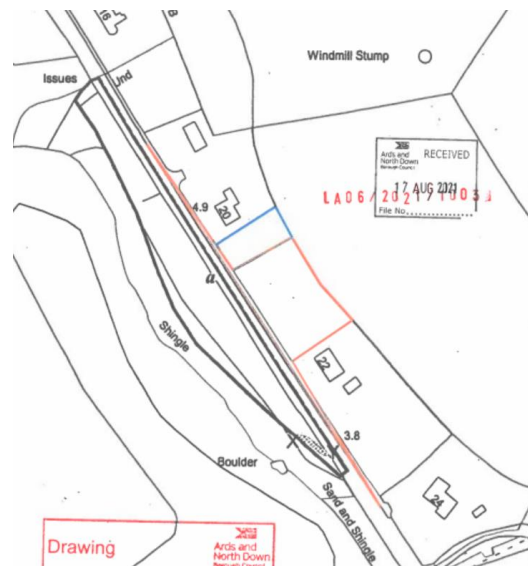 16
Issues
Und
Windmill Stump
Ards and
North Down
Borough Council
RECEIVED
17 AUG 2021
File No
4.9
20
a
Shingle
22
3.8
Boulder
Sand and Shingle
24
Drawing
Ards and
North Down
Borough Council